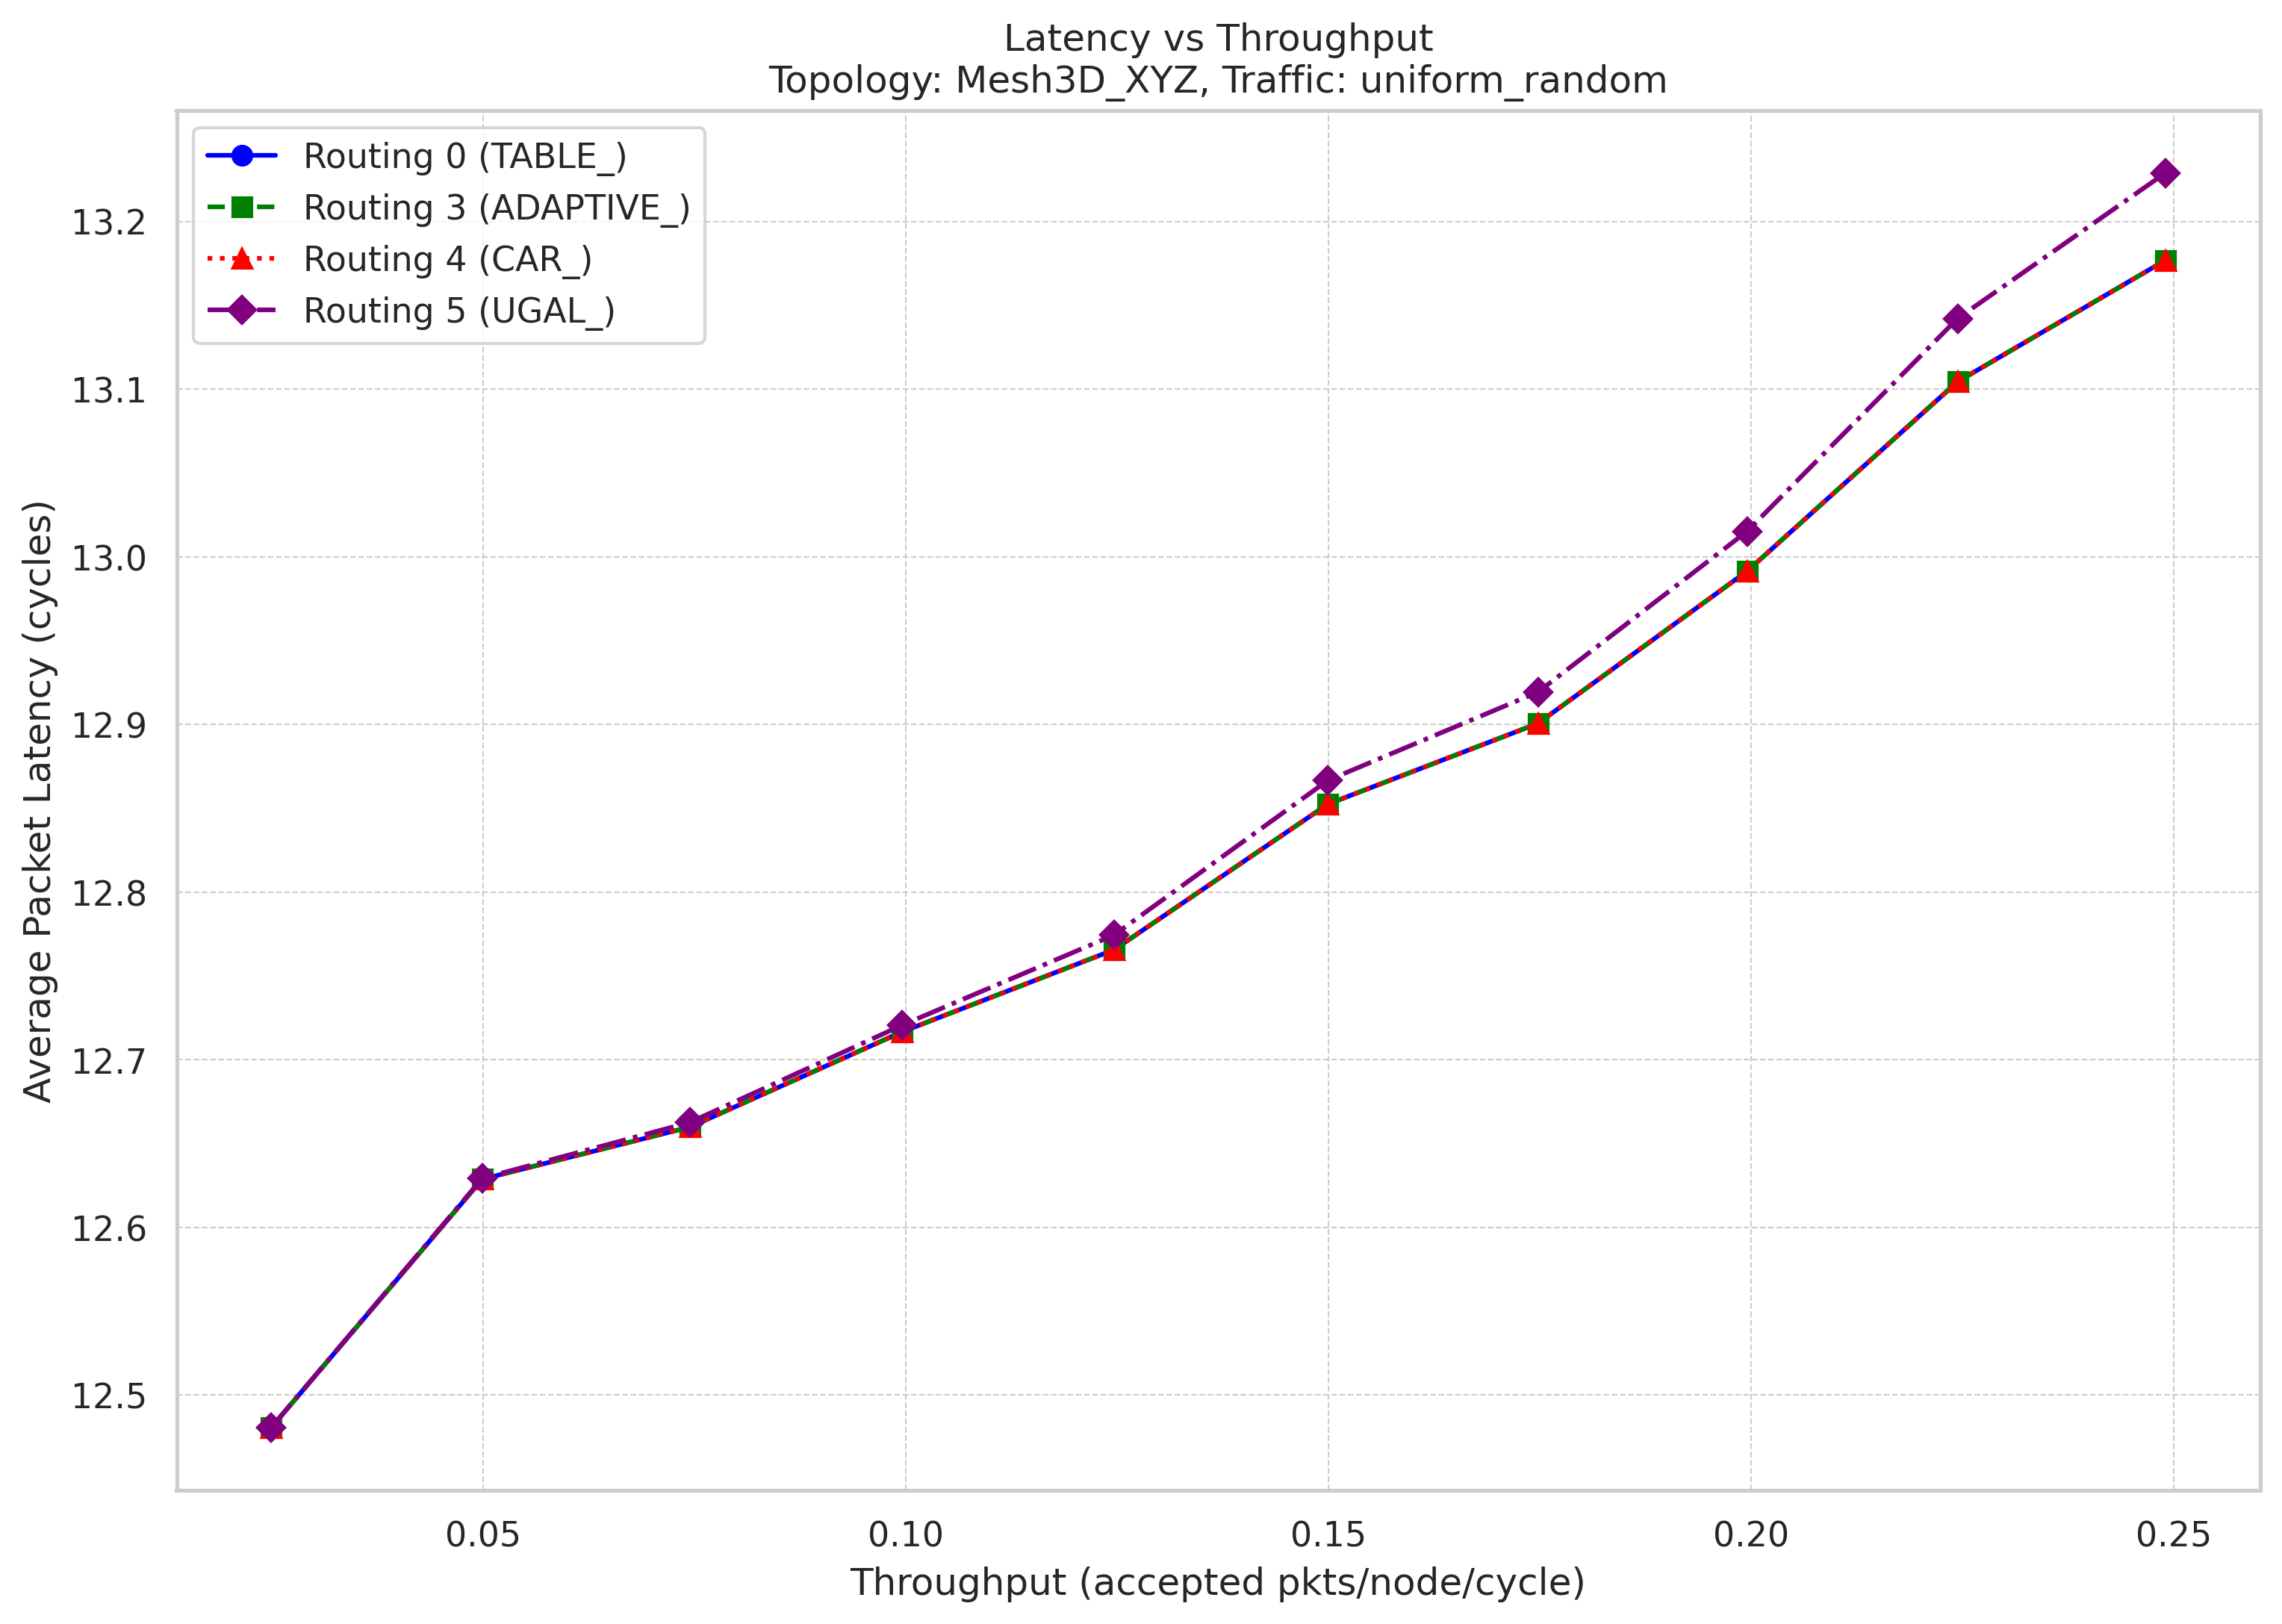 Latency vs Throughput
Topology: Mesh3D_XYZ, Traffic: uniform_random
Routing 0 (TABLE_)
Routing 3 (ADAPTIVE_)
Routing 4 (CAR_)
Routing 5 (UGAL_)
Average Packet Latency (cycles)
13.2
13.1
13.0
12.9
12.8
12.7
12.6
12.5
0.05
0.10
0.15
0.20
0.25
Throughput (accepted pkts/node/cycle)